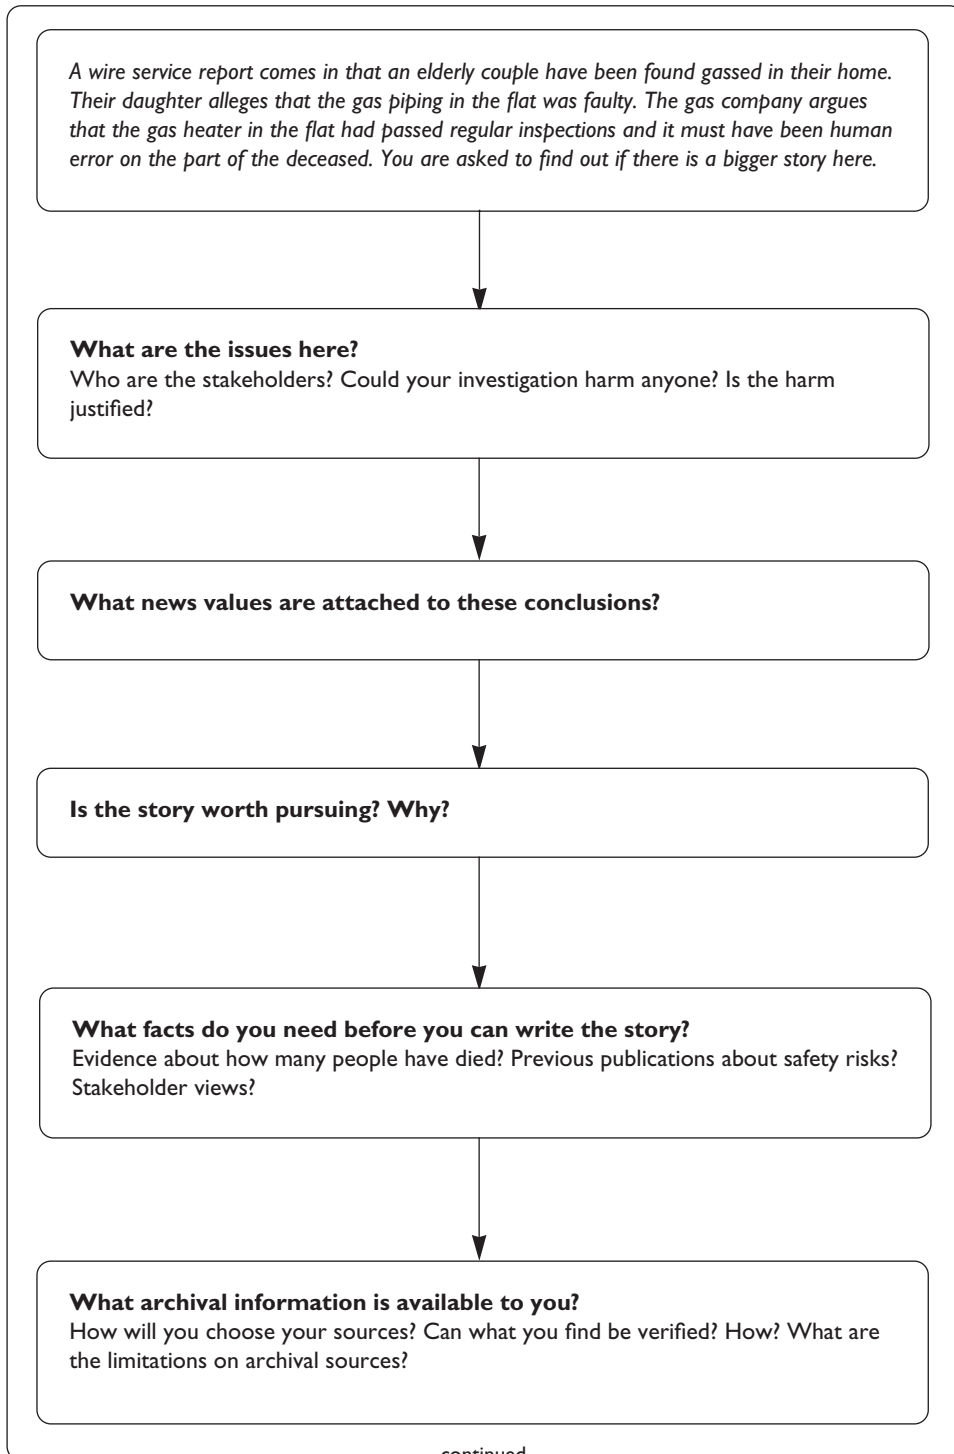 A wire service report comes in that an elderly couple have been found gassed in their home.
Their daughter alleges that the gas piping in the flat was faulty. The gas company argues
that the gas heater in the flat had passed regular inspections and it must have been human
error on the part of the deceased. You are asked to find out if there is a bigger story here.
What are the issues here?
Who are the stakeholders? Could your investigation harm anyone? Is the harm
justified?
What news values are attached to these conclusions?
Is the story worth pursuing? Why?
What facts do you need before you can write the story?
Evidence about how many people have died? Previous publications about safety risks?
Stakeholder views?
What archival information is available to you?
How will you choose your sources? Can what you find be verified? How? What are
the limitations on archival sources?
continued